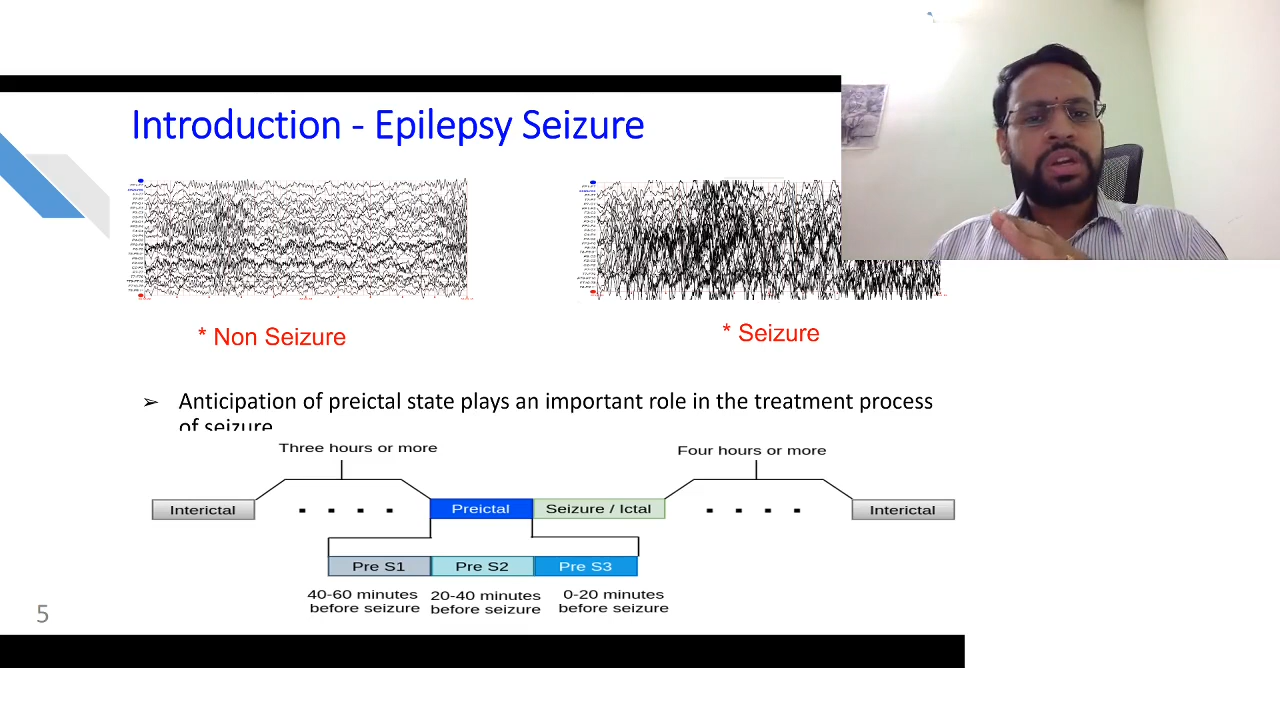 Introduction - Epilepsy Seizure
* Non Seizure
* Seizure
➢ Anticipation of preictal state plays an important role in the treatment process
of seizure
Three hours or more
Four hours or more
Interictal
Preictal
Seizure / Ictal
Interictal
Pre S1
Pre S2
Pre S3
40-60 minutes
before seizure
20-40 minutes
before seizure
0-20 minutes
before seizure
5